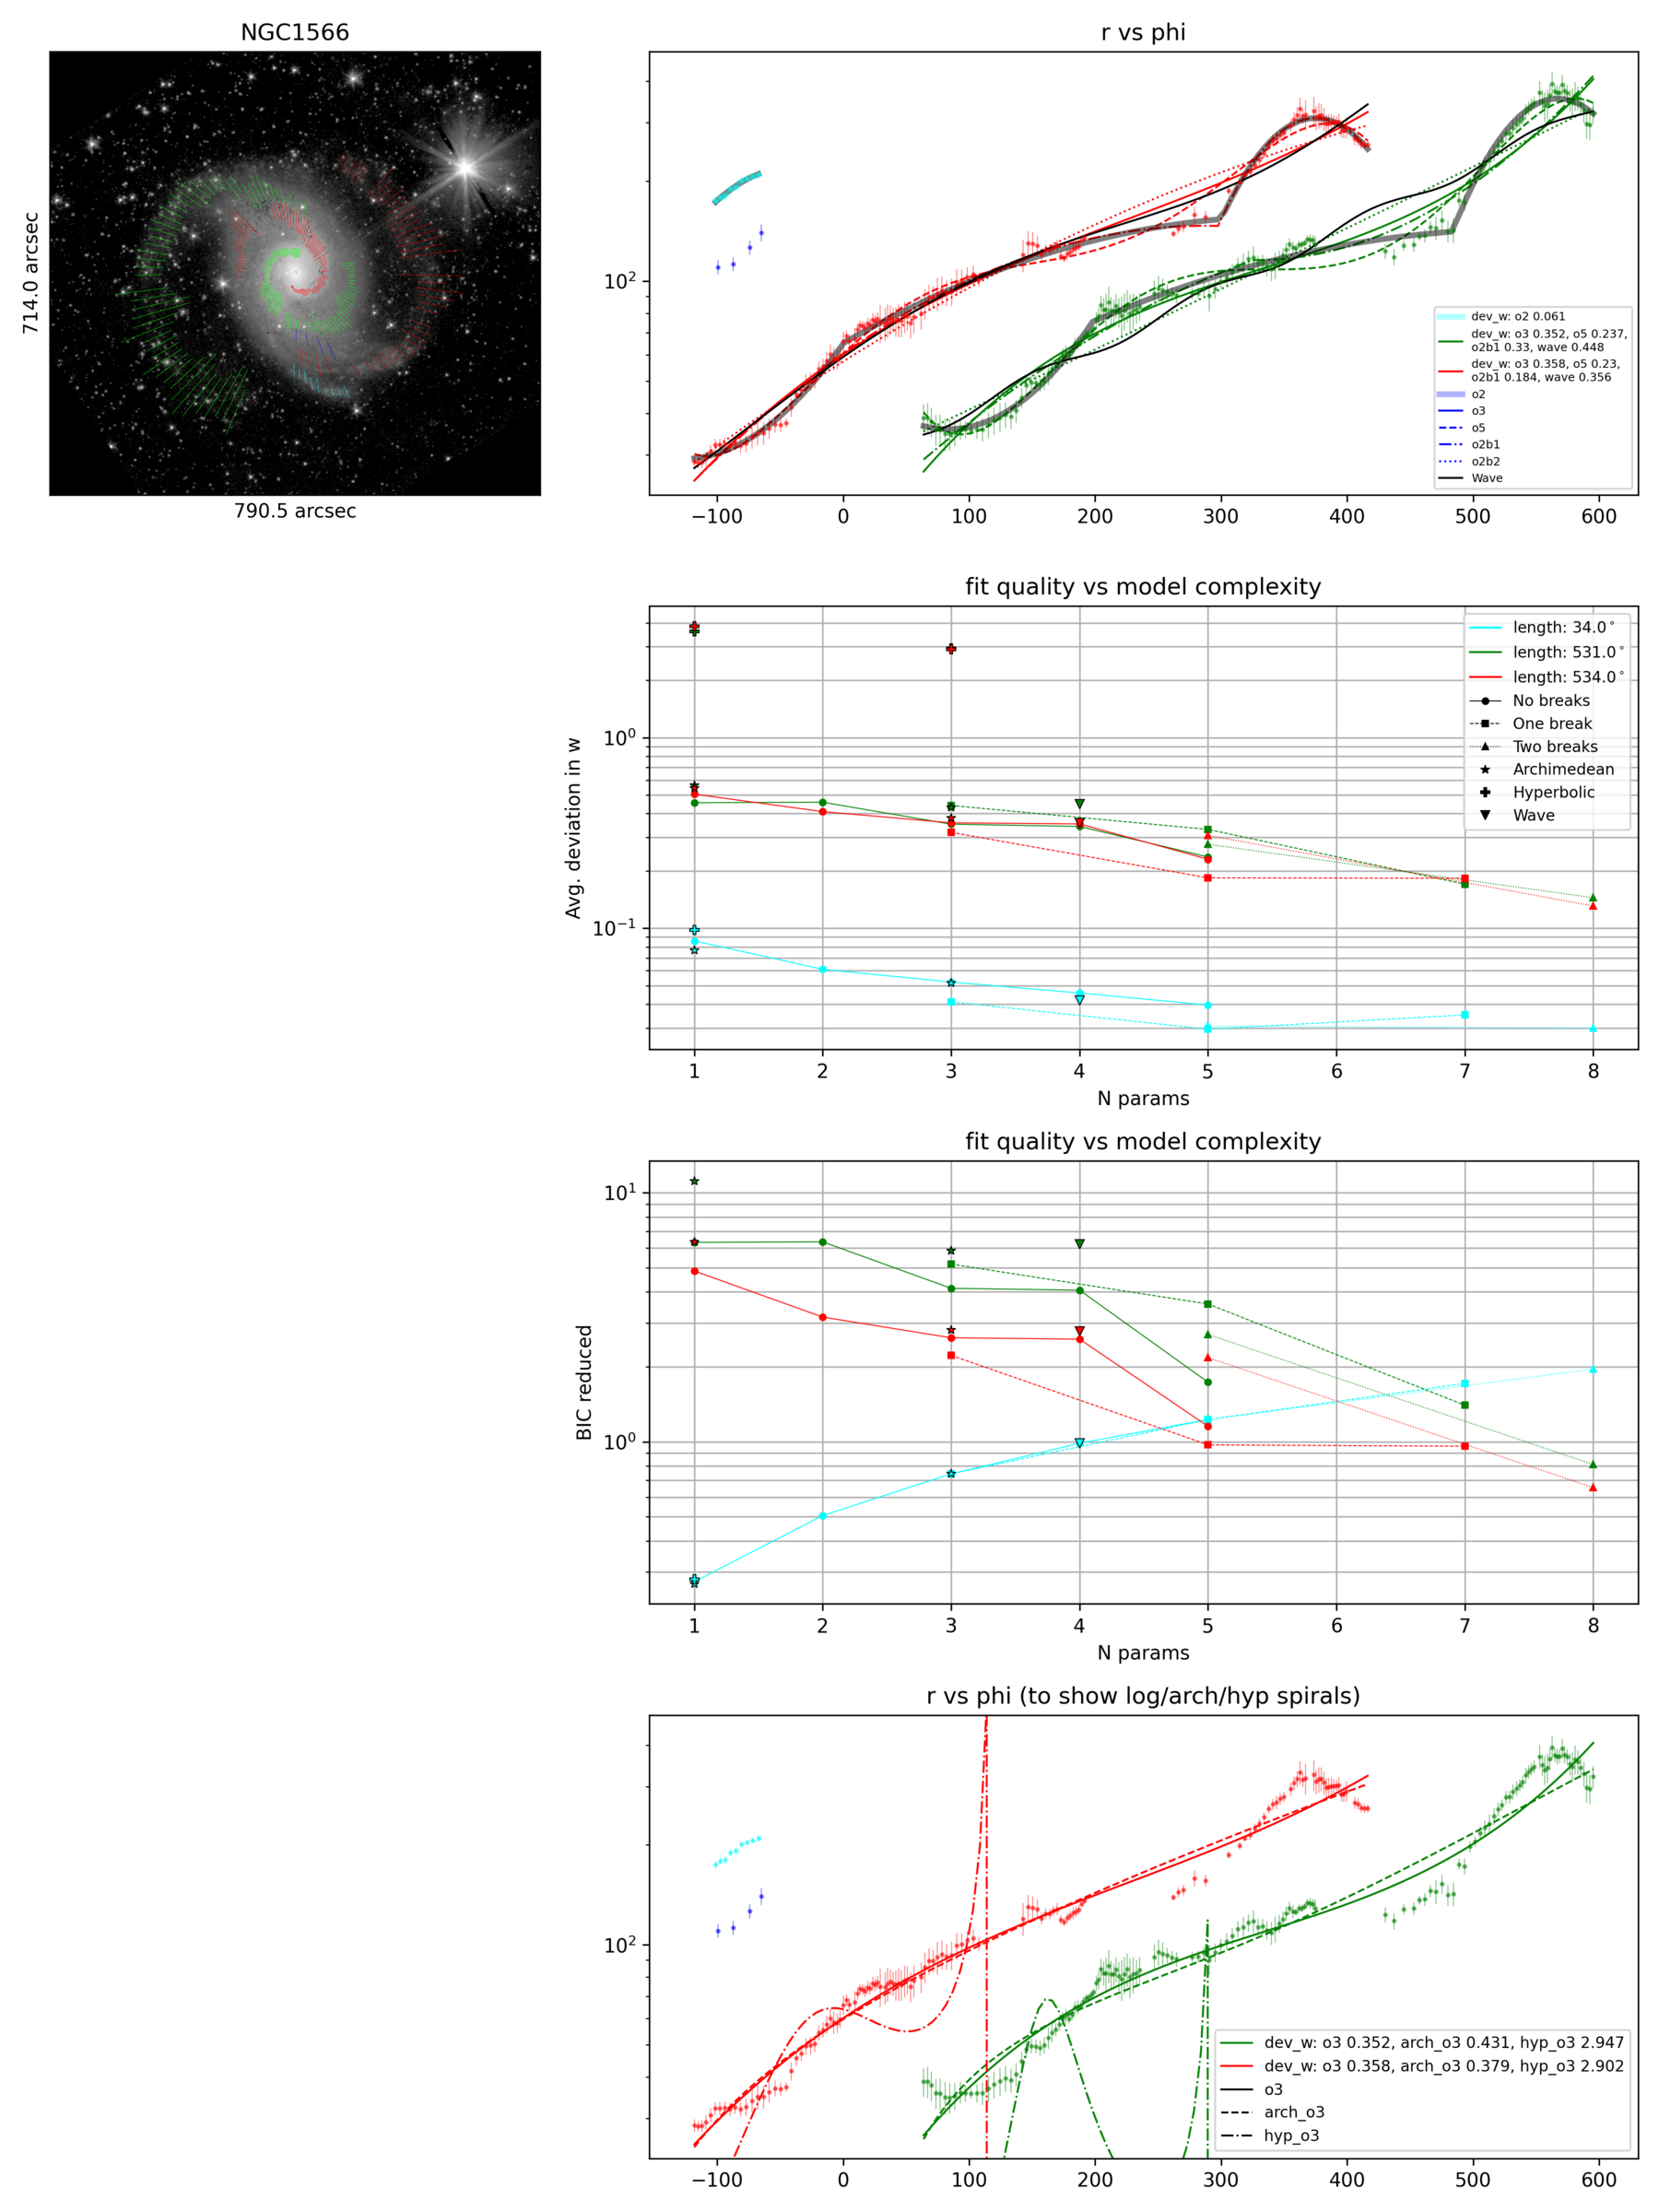 NGC1566
714.0 arcsec
790.5 arcsec
r vs phi
10²
−100 0 100 200 300 400 500 600
dev_w: o2 0.061
dev_w: o3 0.352, o5 0.237,
o2b1 0.33, wave 0.448
dev_w: o3 0.358, o5 0.23,
o2b1 0.184, wave 0.356
o2
o3
o5
o2b1
o2b2
Wave
fit quality vs model complexity
Avg. deviation in w
10⁰
10⁻¹
length: 34.0°
length: 531.0°
length: 534.0°
No breaks
One break
Two breaks
Archimedean
Hyperbolic
Wave
1 2 3 4 5 6 7 8
N params
fit quality vs model complexity
BIC reduced
10¹
10⁰
1 2 3 4 5 6 7 8
N params
r vs phi (to show log/arch/hyp spirals)
10²
dev_w: o3 0.352, arch_o3 0.431, hyp_o3 2.947
dev_w: o3 0.358, arch_o3 0.379, hyp_o3 2.902
o3
arch_o3
hyp_o3
−100 0 100 200 300 400 500 600